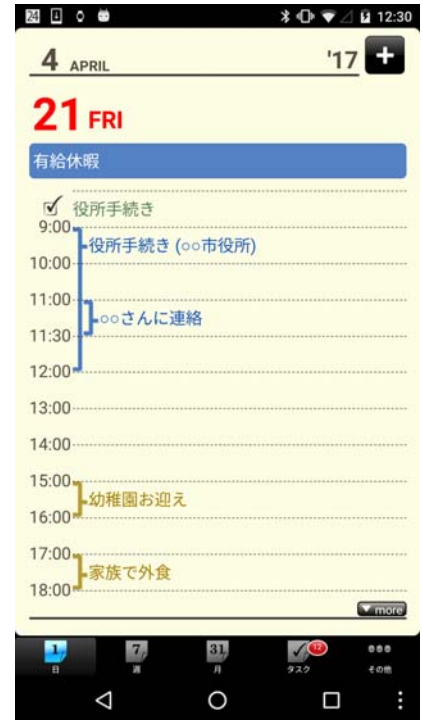 24 12:30
4 APRIL '17 +
21 FRI
有給休暇
役所手続き
9:00
役所手続き (○○市役所)
10:00
11:00
○○さんに連絡
11:30
12:00
13:00
14:00
15:00
幼稚園お迎え
16:00
17:00
家族で外食
18:00
▼more
1 7 31 12
日 週 月 タスク その他